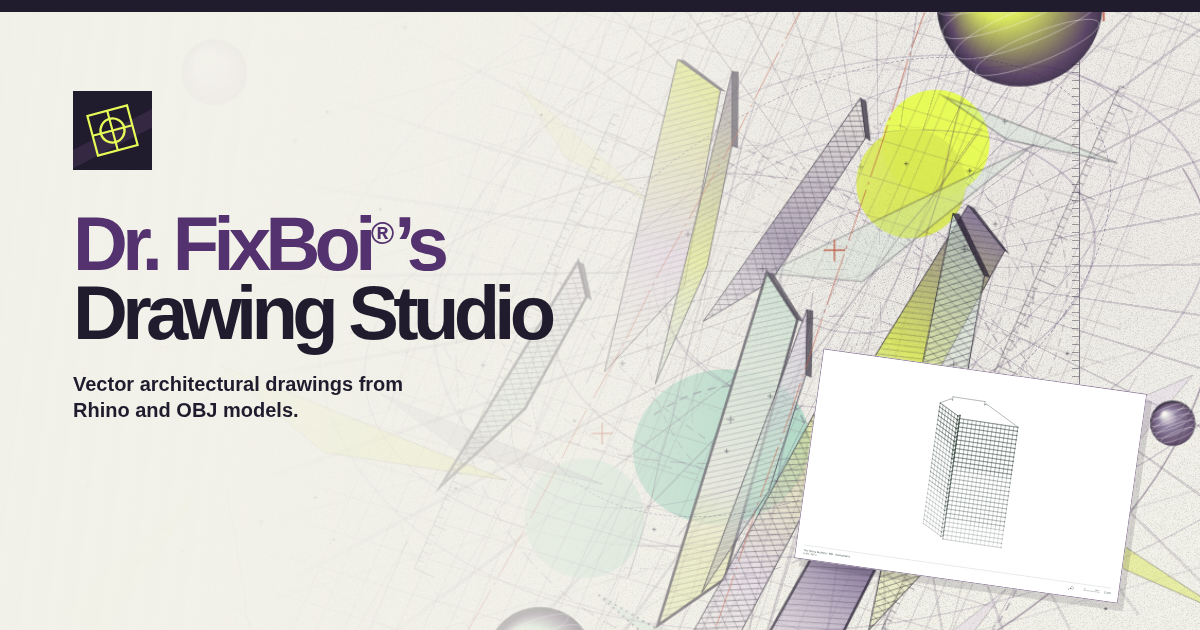 Dr. FixBoi®’s
Drawing Studio
Vector architectural drawings from
Rhino and OBJ models.